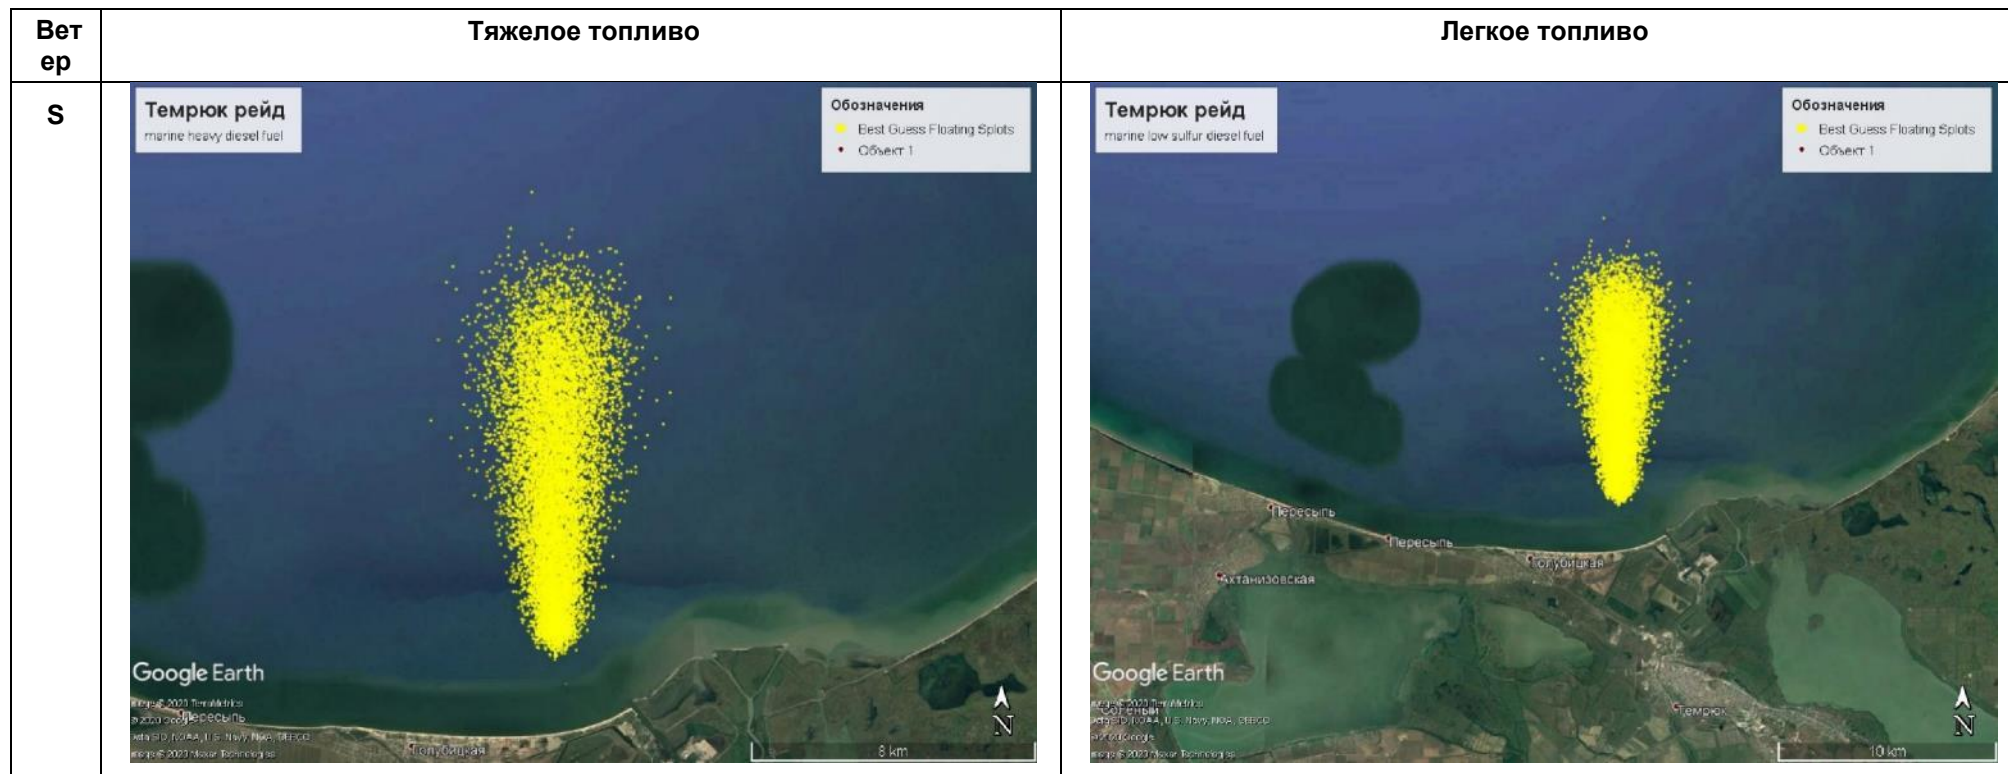 Вет
ер
Тяжелое топливо
Легкое топливо
S
Темрюк рейд
marine heavy diesel fuel
Обозначения
Best Guess Floating Splots
Объект 1
Google Earth
Пересыпь
Голубицкая
8 km
N
Темрюк рейд
marine low sulfur diesel fuel
Обозначения
Best Guess Floating Splots
Объект 1
Пересыпь
Пересыпь
Голубицкая
Ахтанизовская
Google Earth
Темрюк
10 km
N